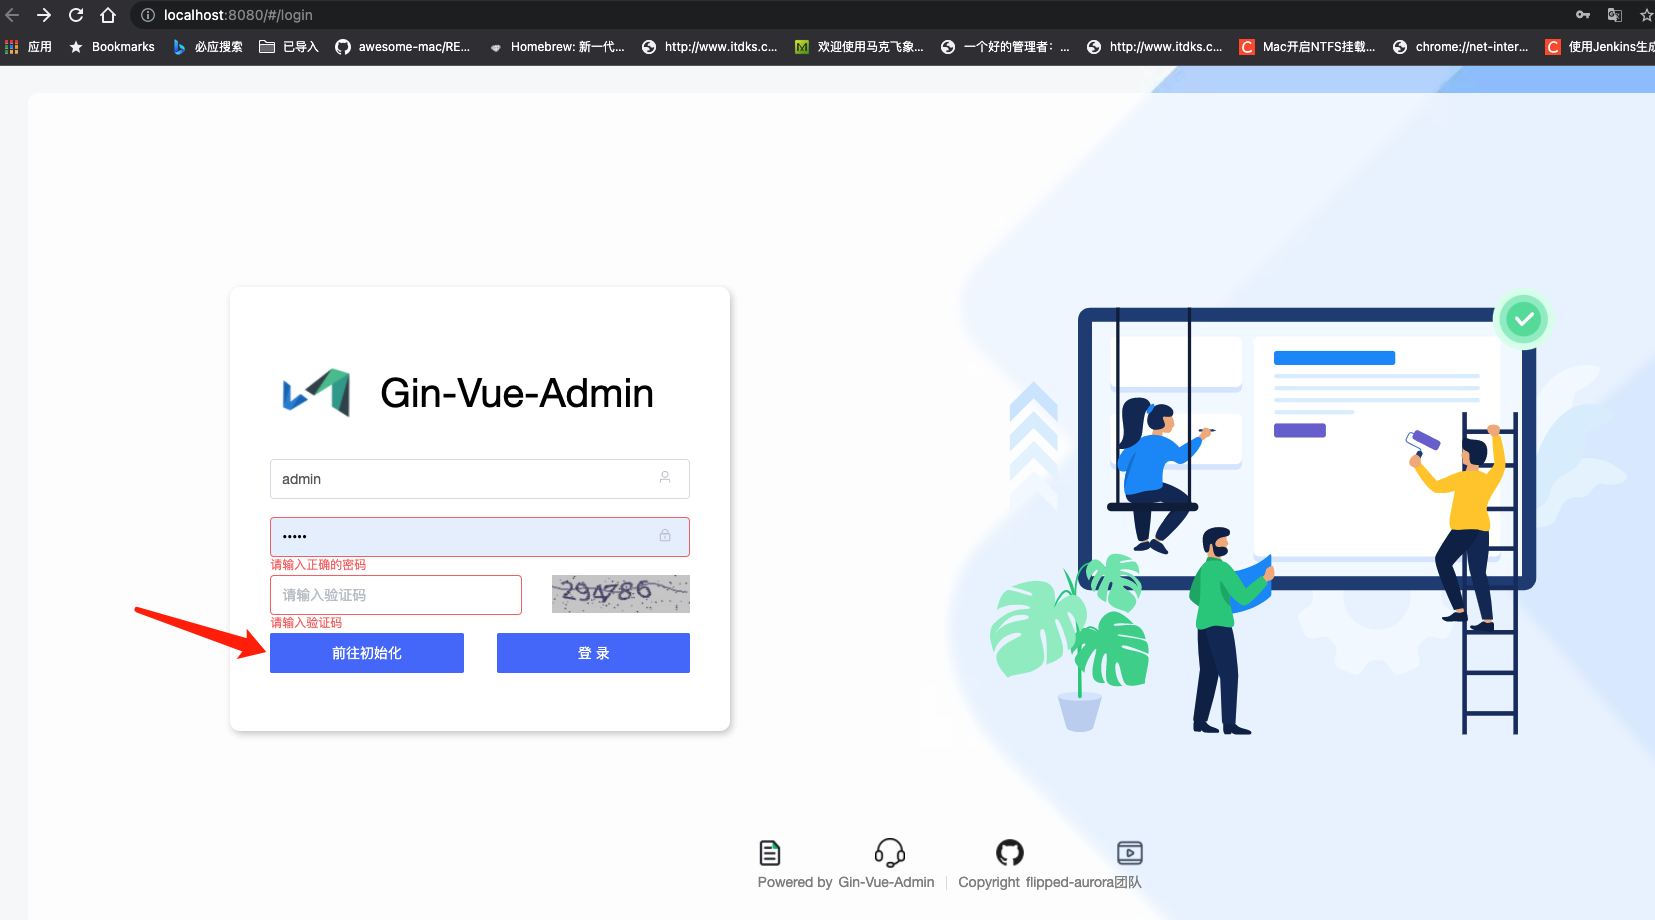 localhost:8080/#/login
应用 Bookmarks 必应搜索 已导入 awesome-mac/RE... Homebrew: 新一代... http://www.itdks.c... 欢迎使用马克飞象... 一个好的管理者：... http://www.itdks.c... Mac开启NTFS挂载... chrome://net-inter... 使用Jenkins生成
Gin-Vue-Admin
admin
•••••
请输入正确的密码
请输入验证码
294786
请输入验证码
前往初始化 登 录
Powered by Gin-Vue-Admin | Copyright flipped-aurora团队